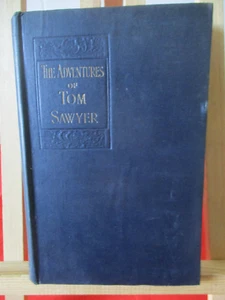 THE ADVENTURES
OF
TOM
SAWYER